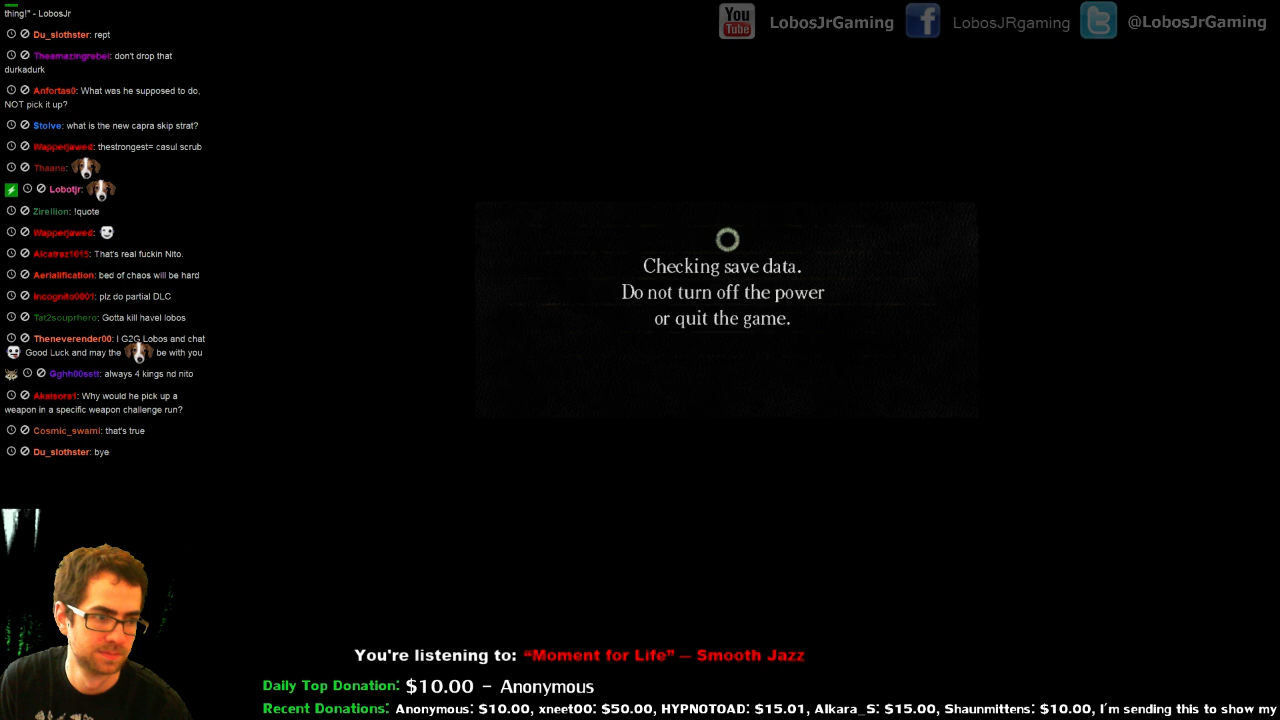 thing!" - LobosJr
Du_slothster: rept
Theamazingrebel: don't drop that
durkadurk
Anfortas0: What was he supposed to do,
NOT pick it up?
Stolve: what is the new capra skip strat?
Wapperjawed: thestrongest= casul scrub
Thaane:
Lobotjr:
Zirellion: !quote
Wapperjawed:
Alcatraz1015: That's real fuckin Nito.
Aerialification: bed of chaos will be hard
Incognito0001: plz do partial DLC
Tat2souprhero: Gotta kill havel lobos
Theneverender00: I G2G Lobos and chat
Good Luck and may the be with you
Gghh00sstt: always 4 kings nd nito
Akaisora1: Why would he pick up a
weapon in a specific weapon challenge run?
Cosmic_swami: that's true
Du_slothster: bye
You Tube LobosJrGaming LobosJRgaming @LobosJrGaming
Checking save data.
Do not turn off the power
or quit the game.
You're listening to: “Moment for Life” – Smooth Jazz
Daily Top Donation: $10.00 - Anonymous
Recent Donations: Anonymous: $10.00, xneet00: $50.00, HYPNOTOAD: $15.01, Alkara_S: $15.00, Shaunmittens: $10.00, I'm sending this to show my